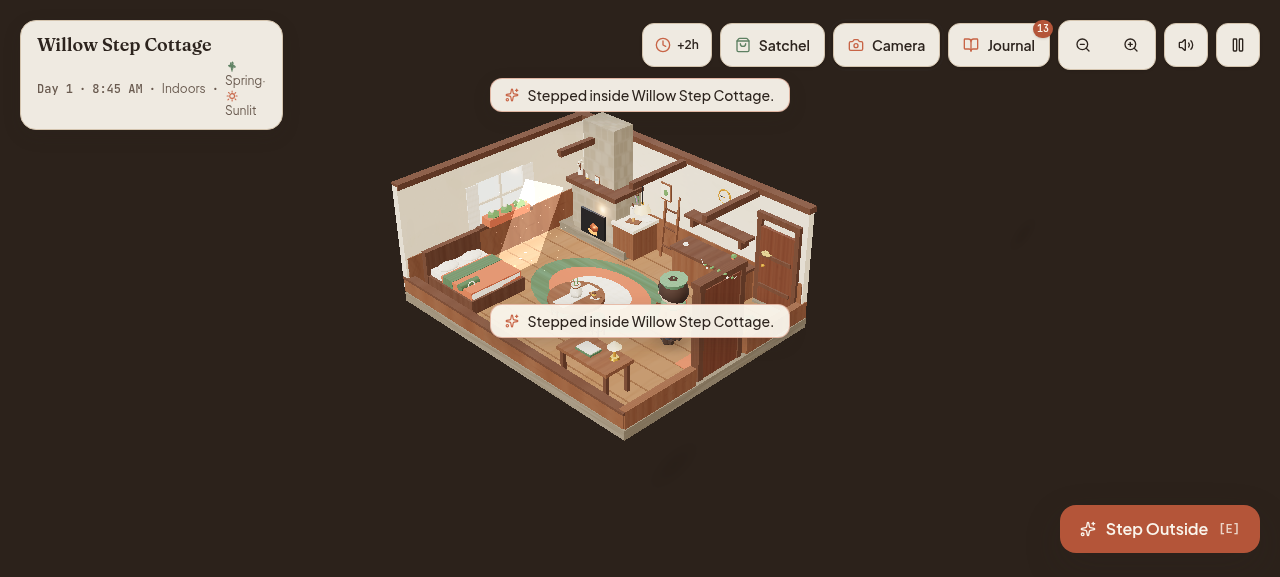 Willow Step Cottage
Day 1 · 8:45 AM · Indoors ·
Spring·
Sunlit
+2h
Satchel
Camera
Journal
13
Stepped inside Willow Step Cottage.
Stepped inside Willow Step Cottage.
Step Outside [E]